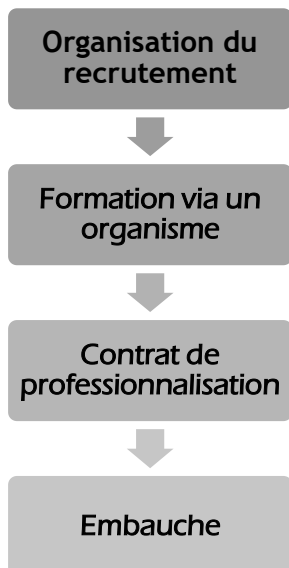 Organisation du
recrutement
Formation via un
organisme
Contrat de
professionnalisation
Embauche